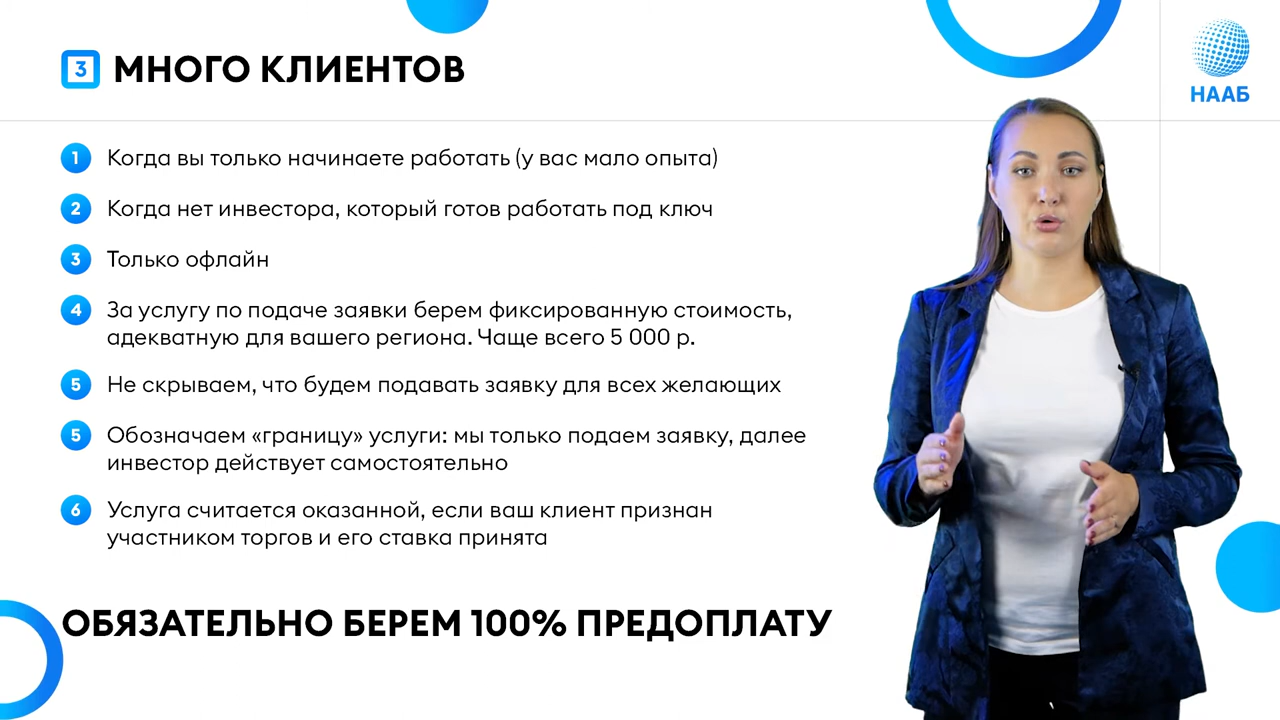 3 МНОГО КЛИЕНТОВ
НААБ
1 Когда вы только начинаете работать (у вас мало опыта)
2 Когда нет инвестора, который готов работать под ключ
3 Только офлайн
4 За услугу по подаче заявки берем фиксированную стоимость,
адекватную для вашего региона. Чаще всего 5 000 р.
5 Не скрываем, что будем подавать заявку для всех желающих
5 Обозначаем «границу» услуги: мы только подаем заявку, далее
инвестор действует самостоятельно
6 Услуга считается оказанной, если ваш клиент признан
участником торгов и его ставка принята
ОБЯЗАТЕЛЬНО БЕРЕМ 100% ПРЕДОПЛАТУ